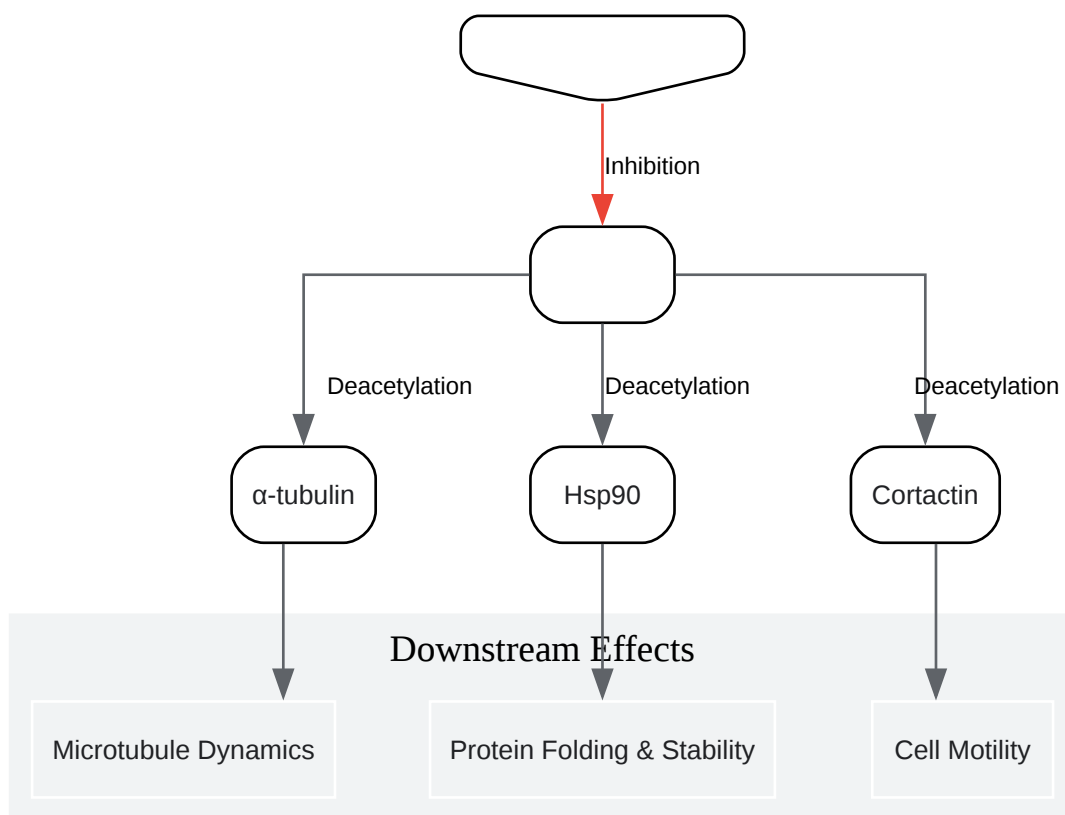 Inhibition
Deacetylation
Deacetylation
Deacetylation
α-tubulin
Hsp90
Cortactin
Downstream Effects
Microtubule Dynamics
Protein Folding & Stability
Cell Motility